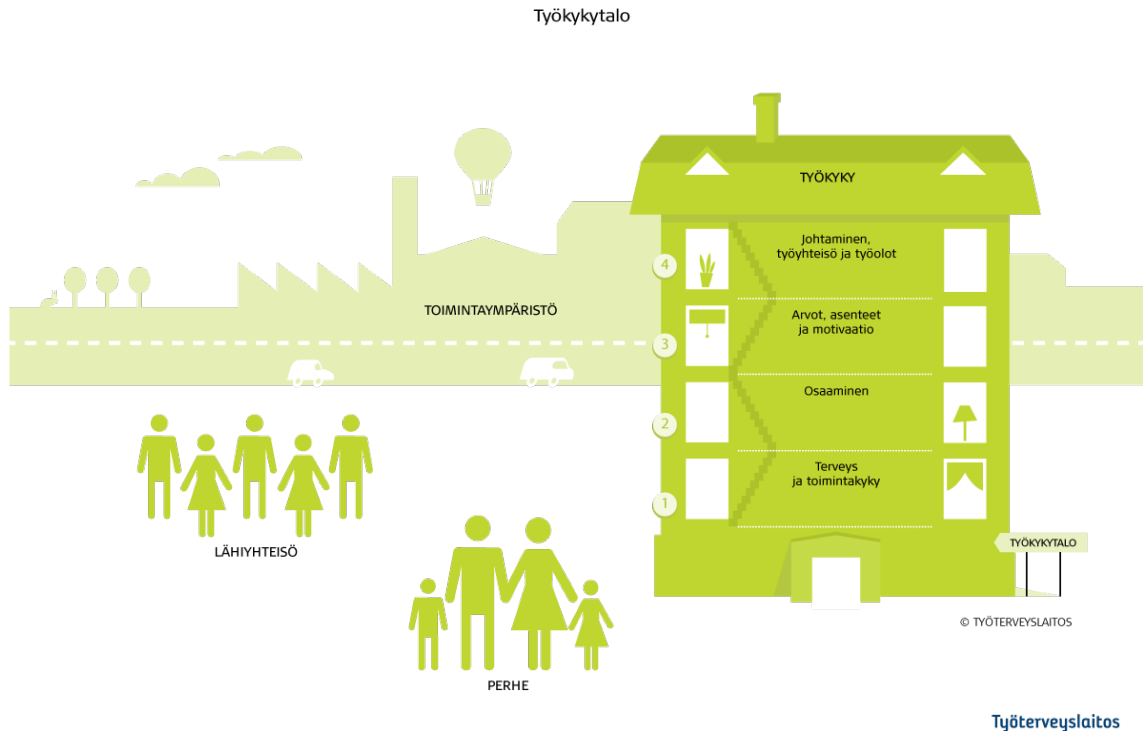 Työkykytalo
TYÖKYKY
4
Johtaminen,
työyhteisö ja työolot
3
Arvot, asenteet
ja motivaatio
2
Osaaminen
1
Terveys
ja toimintakyky
TOIMINTAYMPÄRISTÖ
LÄHIYHTEISÖ
PERHE
TYÖKYKYTALO
© TYÖTERVEYSLAITOS
Työterveyslaitos